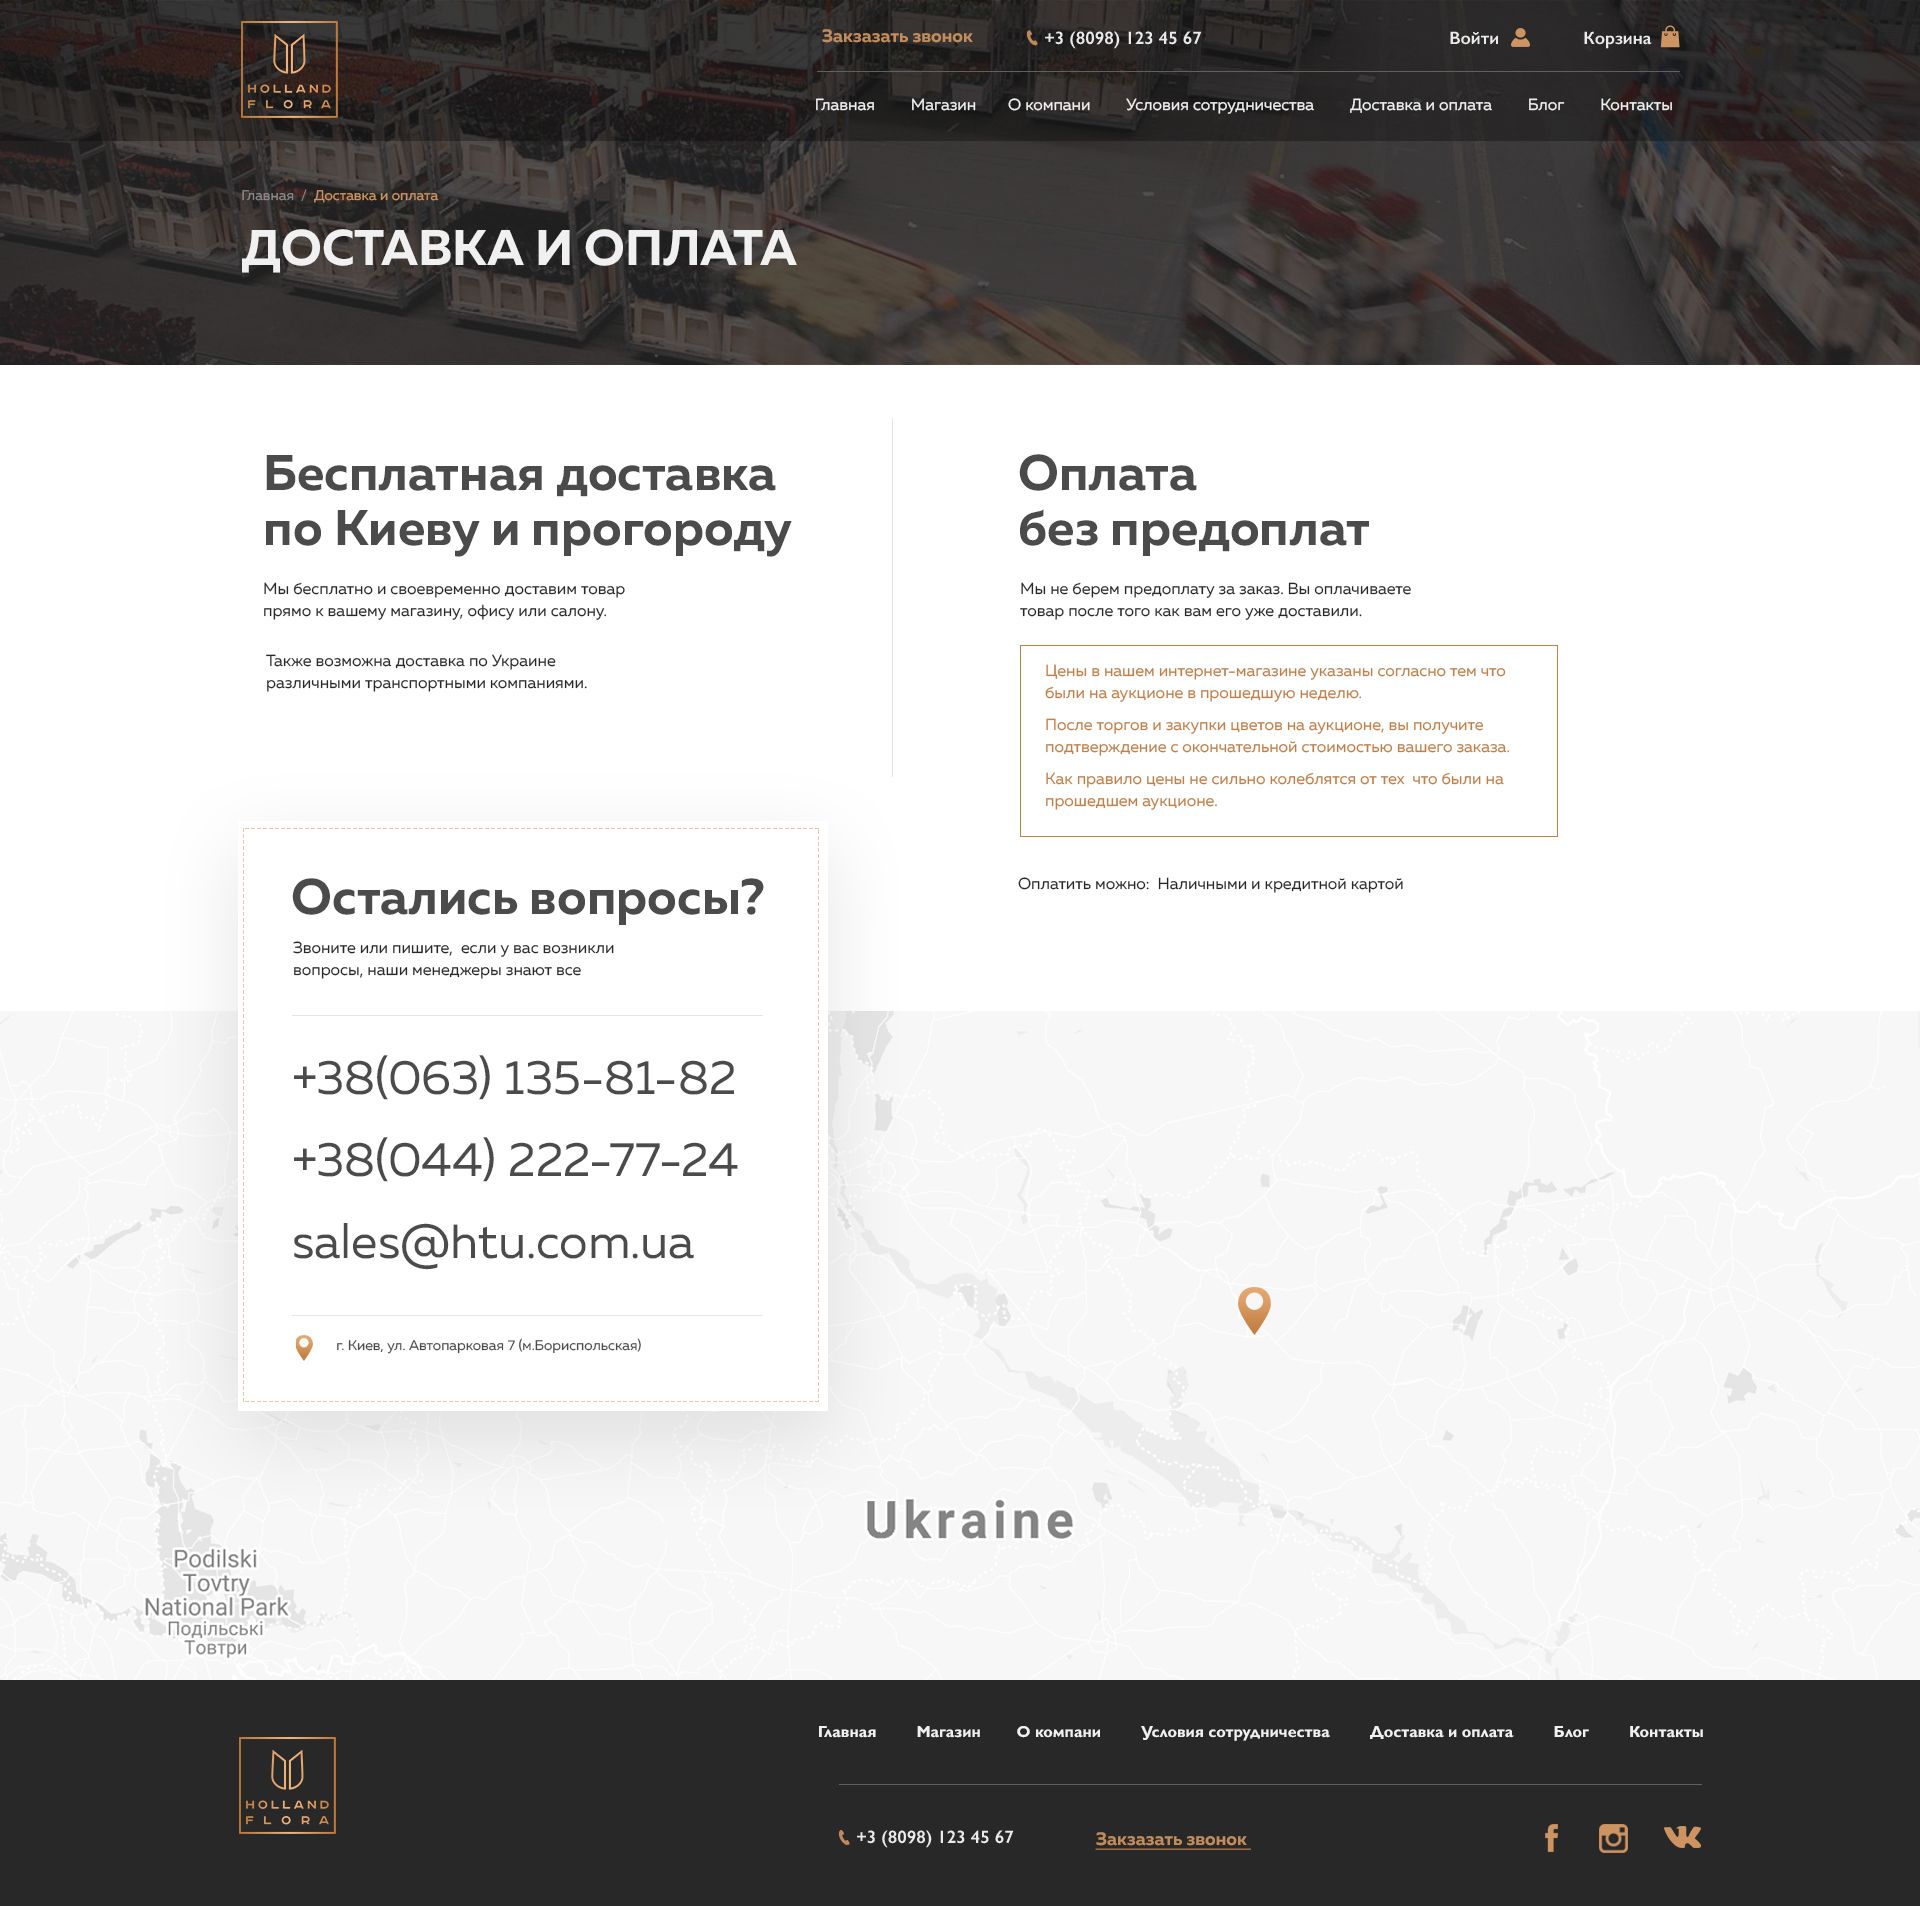 HOLLAND
FLORA
Закзазать звонок
+3 (8098) 123 45 67
Войти
Корзина
Главная Магазин О компани Условия сотрудничества Доставка и оплата Блог Контакты
Главная / Доставка и оплата
ДОСТАВКА И ОПЛАТА
Бесплатная доставка
по Киеву и прогороду
Мы бесплатно и своевременно доставим товар
прямо к вашему магазину, офису или салону.
Также возможна доставка по Украине
различными транспортными компаниями.
Оплата
без предоплат
Мы не берем предоплату за заказ. Вы оплачиваете
товар после того как вам его уже доставили.
Цены в нашем интернет-магазине указаны согласно тем что
были на аукционе в прошедшую неделю.
После торгов и закупки цветов на аукционе, вы получите
подтверждение с окончательной стоимостью вашего заказа.
Как правило цены не сильно колеблятся от тех что были на
прошедшем аукционе.
Оплатить можно: Наличными и кредитной картой
Остались вопросы?
Звоните или пишите, если у вас возникли
вопросы, наши менеджеры знают все
+38(063) 135-81-82
+38(044) 222-77-24
sales@htu.com.ua
г. Киев, ул. Автопарковая 7 (м.Бориспольская)
Ukraine
Podilski
Tovtry
National Park
Подільські
Товтри
HOLLAND
FLORA
Главная Магазин О компани Условия сотрудничества Доставка и оплата Блог Контакты
+3 (8098) 123 45 67
Закзазать звонок